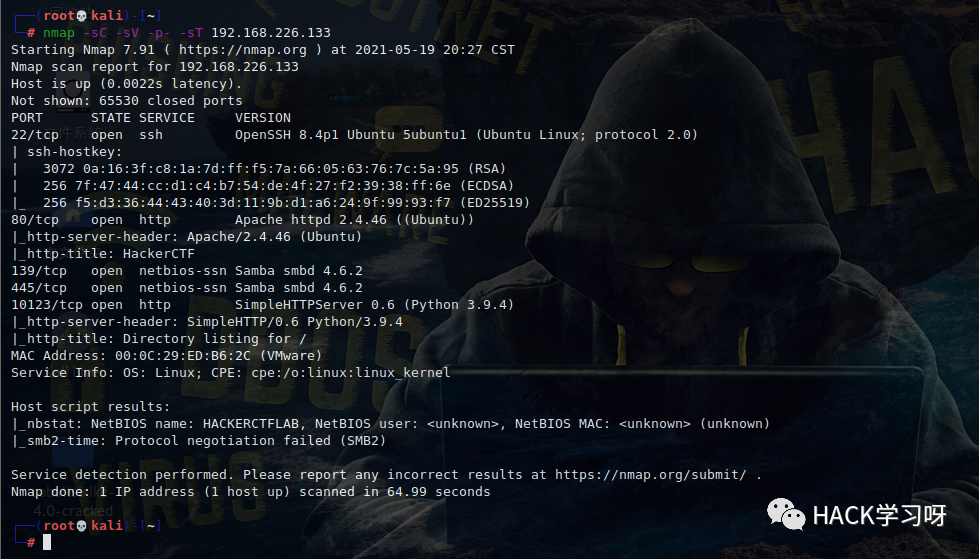 (root💀kali)-[~]
# nmap -sC -sV -p- -sT 192.168.226.133
Starting Nmap 7.91 ( https://nmap.org ) at 2021-05-19 20:27 CST
Nmap scan report for 192.168.226.133
Host is up (0.0022s latency).
Not shown: 65530 closed ports
PORT STATE SERVICE VERSION
22/tcp open ssh OpenSSH 8.4p1 Ubuntu 5ubuntu1 (Ubuntu Linux; protocol 2.0)
| ssh-hostkey:
| 3072 0a:16:3f:c8:1a:7d:ff:f5:7a:66:05:63:76:7c:5a:95 (RSA)
| 256 7f:47:44:cc:d1:c4:b7:54:de:4f:27:f2:39:38:ff:6e (ECDSA)
|_ 256 f5:d3:36:44:43:40:3d:11:9b:d1:a6:24:9f:99:93:f7 (ED25519)
80/tcp open http Apache httpd 2.4.46 ((Ubuntu))
|_http-server-header: Apache/2.4.46 (Ubuntu)
|_http-title: HackerCTF
139/tcp open netbios-ssn Samba smbd 4.6.2
445/tcp open netbios-ssn Samba smbd 4.6.2
10123/tcp open http SimpleHTTPServer 0.6 (Python 3.9.4)
|_http-server-header: SimpleHTTP/0.6 Python/3.9.4
|_http-title: Directory listing for /
MAC Address: 00:0C:29:ED:B6:2C (VMware)
Service Info: OS: Linux; CPE: cpe:/o:linux:linux_kernel
Host script results:
|_nbstat: NetBIOS name: HACKERCTFLAB, NetBIOS user: <unknown>, NetBIOS MAC: <unknown> (unknown)
|_smb2-time: Protocol negotiation failed (SMB2)
Service detection performed. Please report any incorrect results at https://nmap.org/submit/ .
Nmap done: 1 IP address (1 host up) scanned in 64.99 seconds
4.0-cracked
(root💀kali)-[~]
#
HACK学习呀
VIRUS